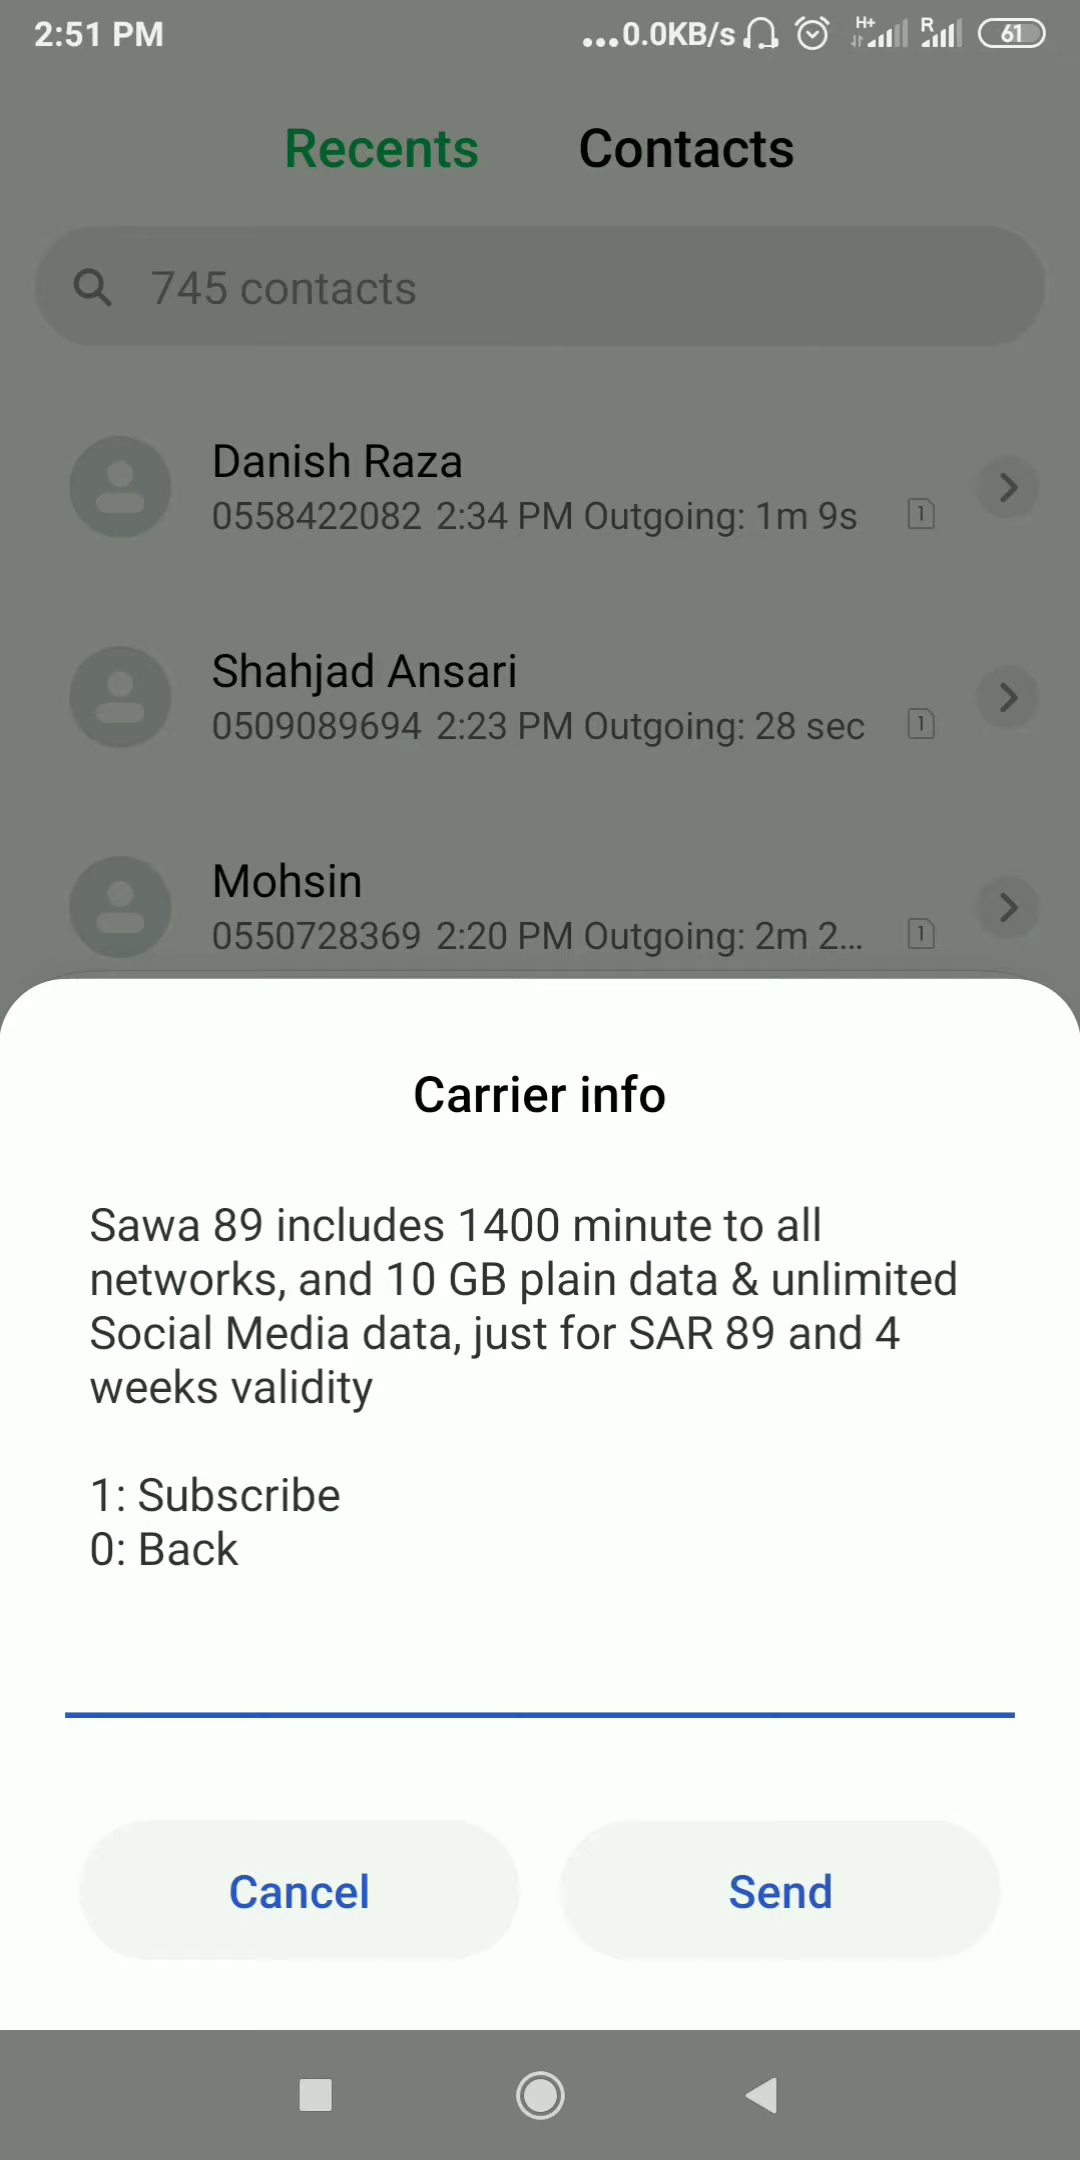 2:51 PM
...0.0KB/s H+ R 61
Recents Contacts
745 contacts
Danish Raza
0558422082 2:34 PM Outgoing: 1m 9s 1
Shahjad Ansari
0509089694 2:23 PM Outgoing: 28 sec 1
Mohsin
0550728369 2:20 PM Outgoing: 2m 2... 1
Carrier info
Sawa 89 includes 1400 minute to all
networks, and 10 GB plain data & unlimited
Social Media data, just for SAR 89 and 4
weeks validity
1: Subscribe
0: Back
Cancel Send